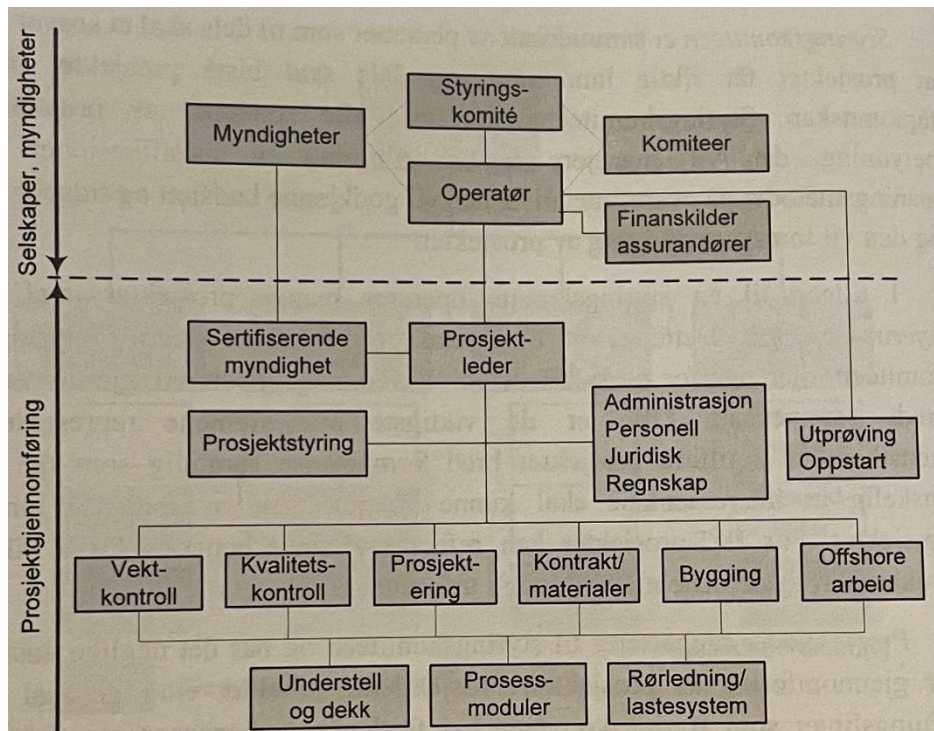 Selskaper, myndigheter
Styrings-
komité
Myndigheter
Komiteer
Operatør
Finanskilder
assurandører
Prosjektgjennomføring
Sertifiserende
myndighet
Prosjekt-
leder
Prosjektstyring
Administrasjon
Personell
Juridisk
Regnskap
Utprøving
Oppstart
Vekt-
kontroll
Kvalitets-
kontroll
Prosjekt-
ering
Kontrakt/
materialer
Bygging
Offshore
arbeid
Understell
og dekk
Prosess-
moduler
Rørledning/
lastesystem